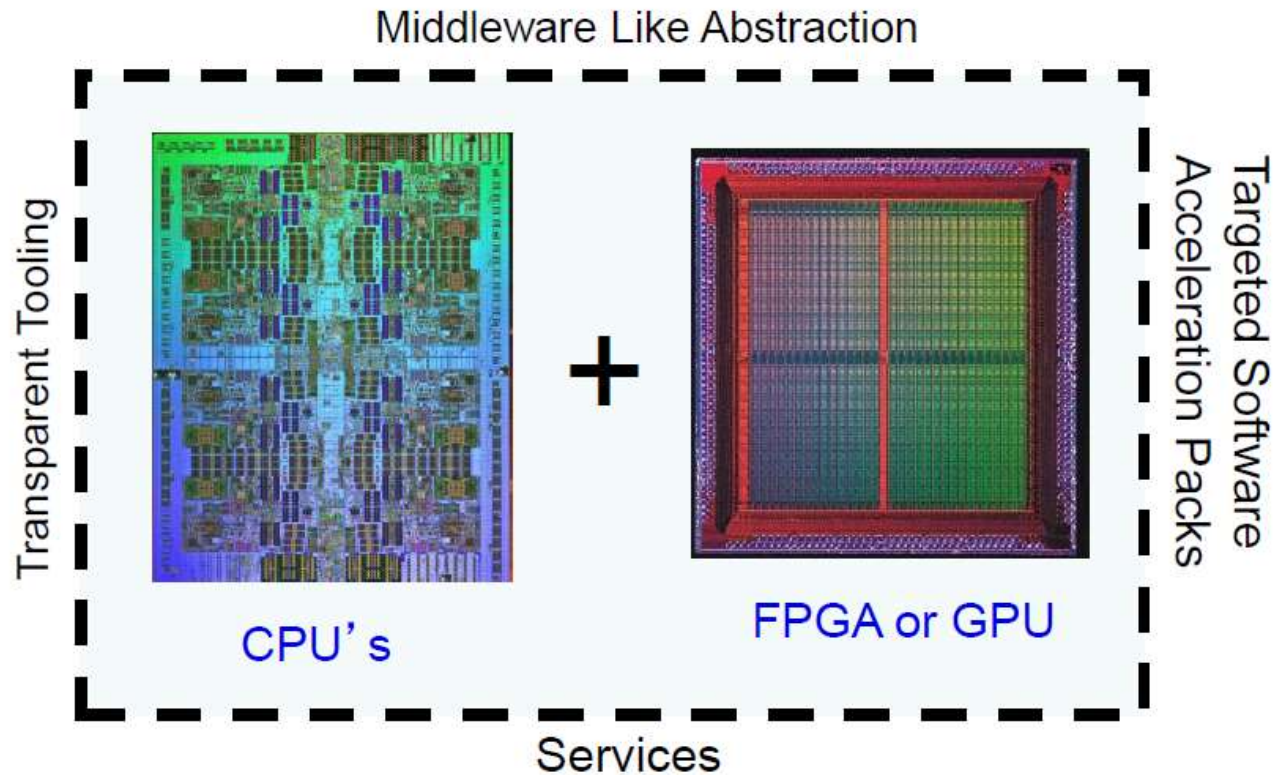 Middleware Like Abstraction
Transparent Tooling
Targeted Software
Acceleration Packs
CPU's
FPGA or GPU
Services